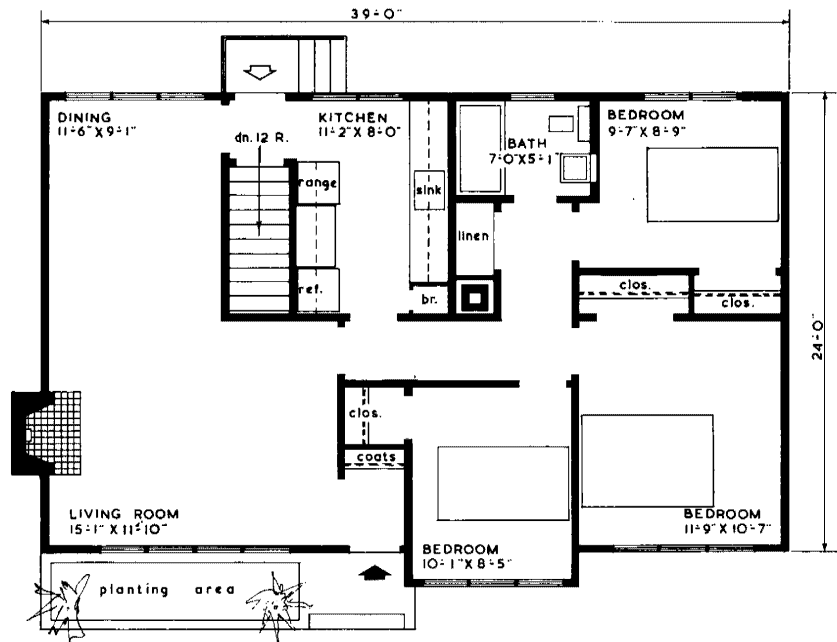 39'-0"
DINING
11'-6" X 9'-1"
KITCHEN
11'-2" X 8'-0"
dn. 12 R.
BATH
7'-0" X 5'-1"
BEDROOM
9'-7" X 8'-9"
range
sink
linen
ref.
br.
clos.
clos.
24'-0"
clos.
coats
LIVING ROOM
15'-1" X 11'-10"
BEDROOM
11'-9" X 10'-7"
BEDROOM
10'-1" X 8'-5"
planting area